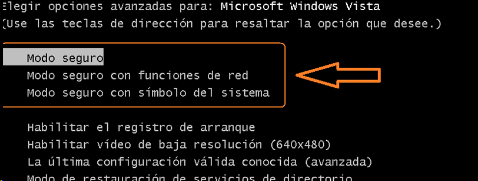 Elegir opciones avanzadas para: Microsoft Windows Vista
(Use las teclas de dirección para resaltar la opción que desee.)
Modo seguro
Modo seguro con funciones de red
Modo seguro con símbolo del sistema
Habilitar el registro de arranque
Habilitar vídeo de baja resolución (640x480)
La última configuración válida conocida (avanzada)
Modo de restauración de servicios de directorio